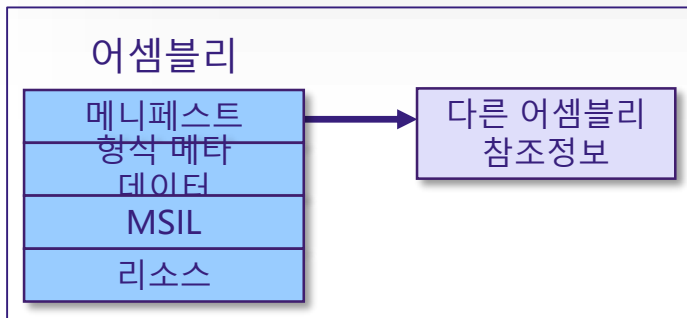 어셈블리
메니페스트
형식 메타
데이터
MSIL
리소스
다른 어셈블리
참조정보